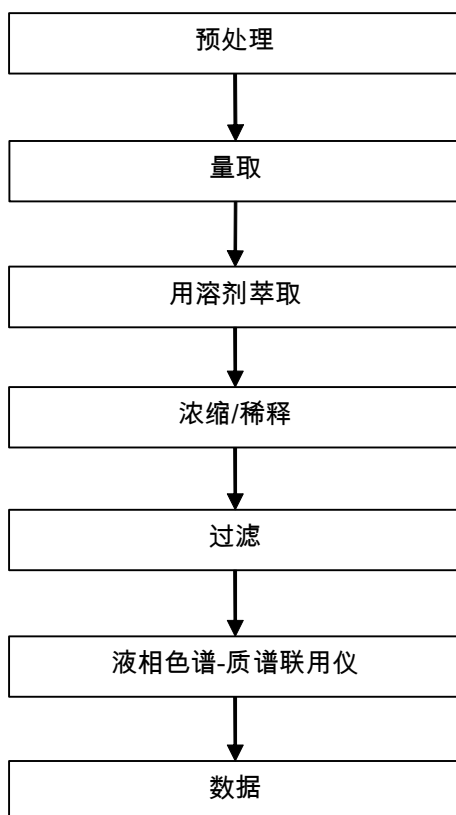 预处理
量取
用溶剂萃取
浓缩/稀释
过滤
液相色谱-质谱联用仪
数据